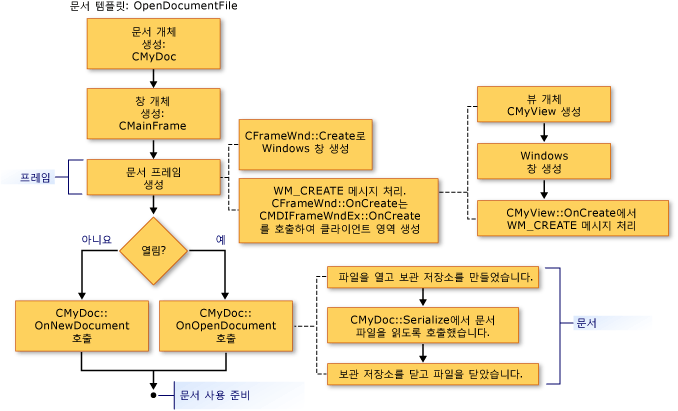 문서 템플릿: OpenDocumentFile
문서 개체
생성:
CMyDoc
창 개체
생성:
CMainFrame
프레임
문서 프레임
생성
CFrameWnd::Create로
Windows 창 생성
WM_CREATE 메시지 처리.
CFrameWnd::OnCreate는
CMDIFrameWndEx::OnCreate
를 호출하여 클라이언트 영역 생성
뷰 개체
CMyView 생성
Windows
창 생성
CMyView::OnCreate에서
WM_CREATE 메시지 처리
아니요
열림?
예
CMyDoc::
OnNewDocument
호출
CMyDoc::
OnOpenDocument
호출
파일을 열고 보관 저장소를 만들었습니다.
CMyDoc::Serialize에서 문서
파일을 읽도록 호출했습니다.
보관 저장소를 닫고 파일을 닫았습니다.
문서
문서 사용 준비